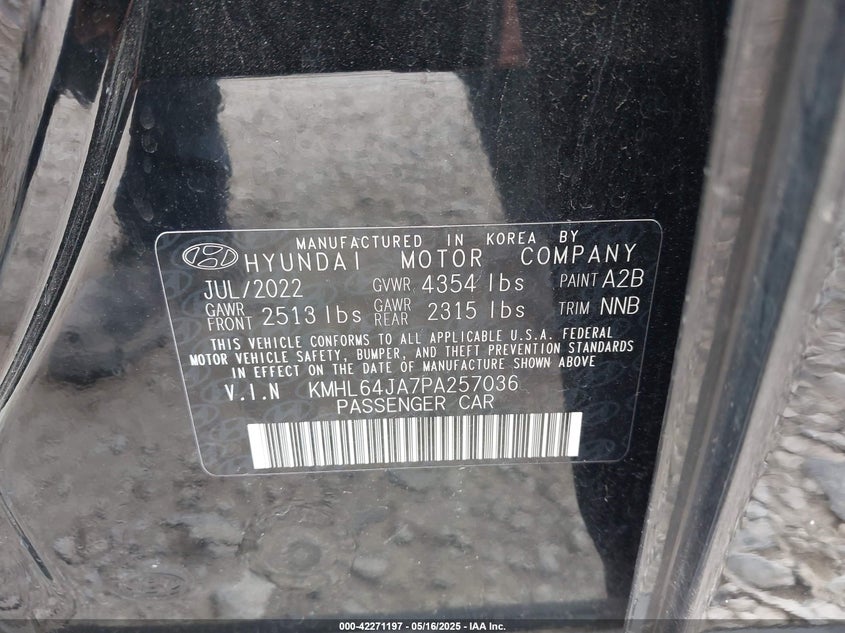 MANUFACTURED IN KOREA BY
HYUNDAI MOTOR COMPANY
JUL/2022 GVWR 4354 lbs PAINT A2B
GAWR FRONT 2513 lbs GAWR REAR 2315 lbs TRIM NNB
THIS VEHICLE CONFORMS TO ALL APPLICABLE U.S.A. FEDERAL
MOTOR VEHICLE SAFETY, BUMPER, AND THEFT PREVENTION STANDARDS
IN EFFECT ON THE DATE OF MANUFACTURE SHOWN ABOVE
V.I.N KMHL64JA7PA257036
PASSENGER CAR
000-42271197 - 05/16/2025 - IAA Inc.